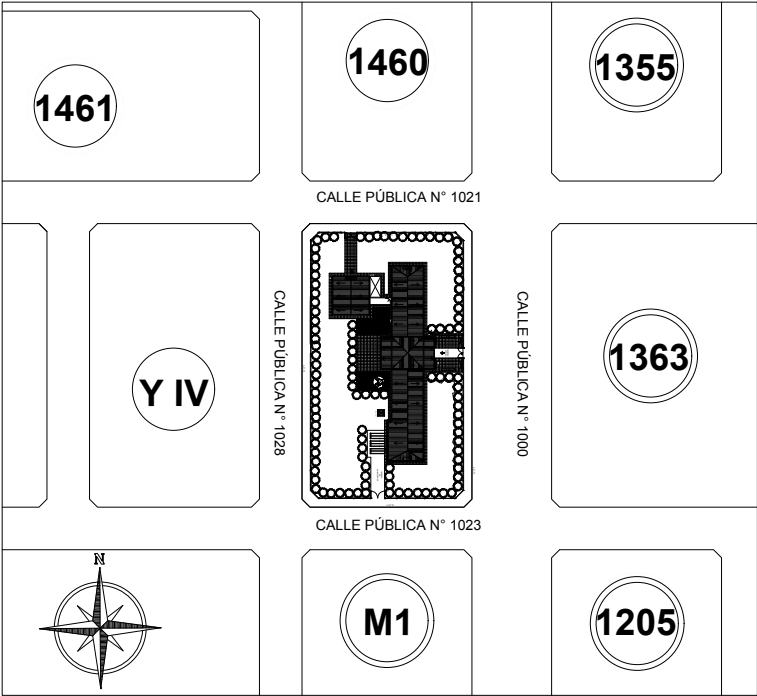 1461
1460
1355
CALLE PÚBLICA N° 1021
CALLE PÚBLICA N° 1028
CALLE PÚBLICA N° 1000
Y IV
1363
CALLE PÚBLICA N° 1023
N
M1
1205